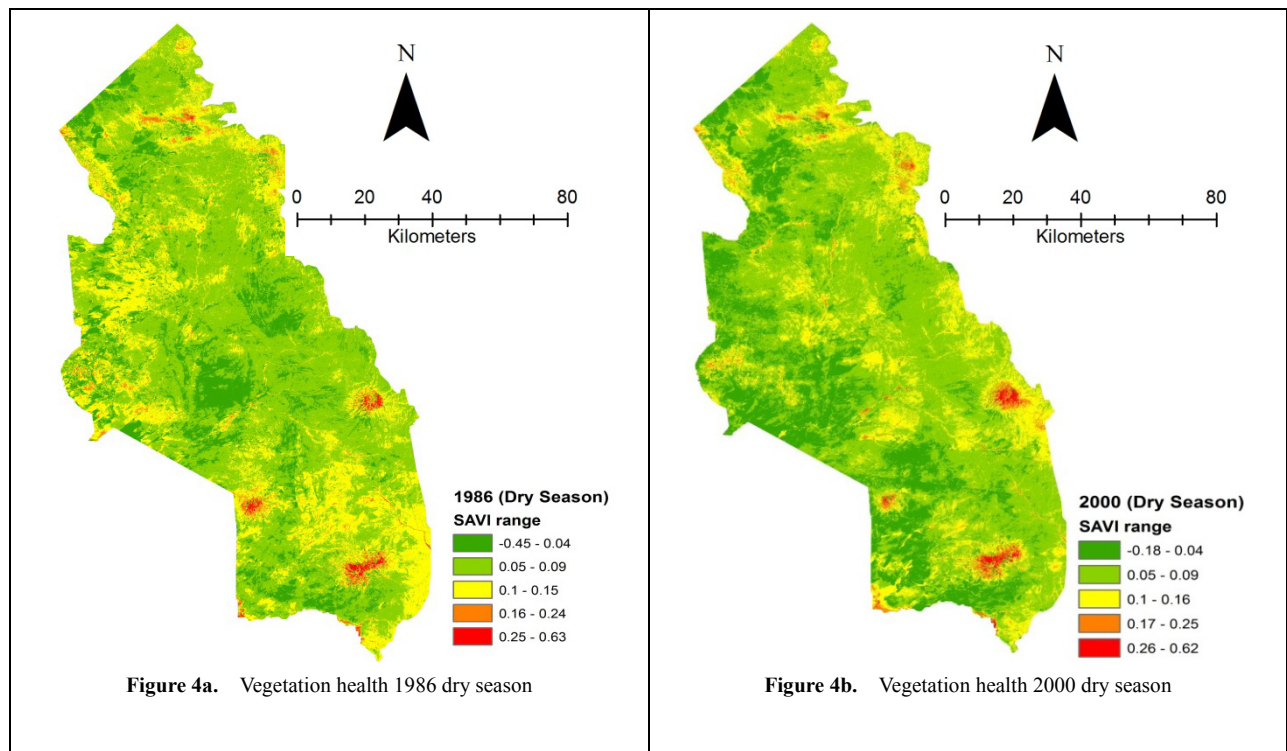 N
0 20 40 80
Kilometers
1986 (Dry Season)
SAVI range
-0.45 - 0.04
0.05 - 0.09
0.1 - 0.15
0.16 - 0.24
0.25 - 0.63
Figure 4a. Vegetation health 1986 dry season
N
0 20 40 80
Kilometers
2000 (Dry Season)
SAVI range
-0.18 - 0.04
0.05 - 0.09
0.1 - 0.16
0.17 - 0.25
0.26 - 0.62
Figure 4b. Vegetation health 2000 dry season